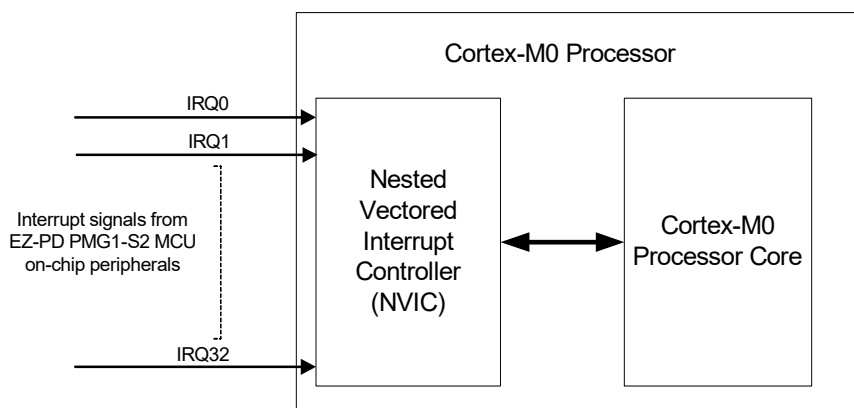 Cortex-M0 Processor
IRQ0
IRQ1
Interrupt signals from
EZ-PD PMG1-S2 MCU
on-chip peripherals
IRQ32
Nested
Vectored
Interrupt
Controller
(NVIC)
Cortex-M0
Processor Core